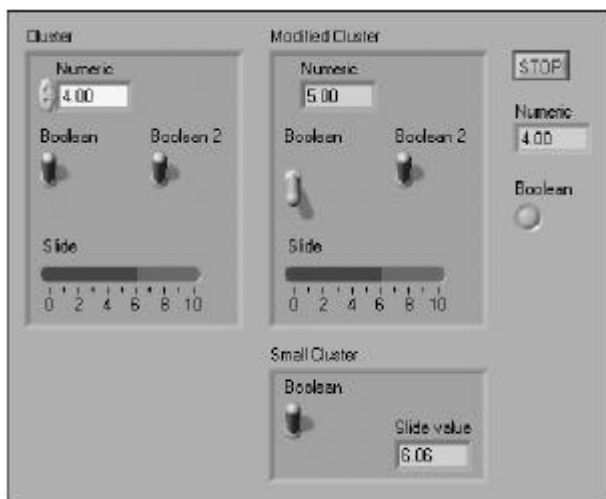 Cluster
Numeric
4.00
Boolean Boolean 2
Slide
0 2 4 6 8 10
Modified Cluster
Numeric
5.00
Boolean Boolean 2
Slide
0 2 4 6 8 10
STOP
Numeric
4.00
Boolean
Small Cluster
Boolean
Slide value
6.06